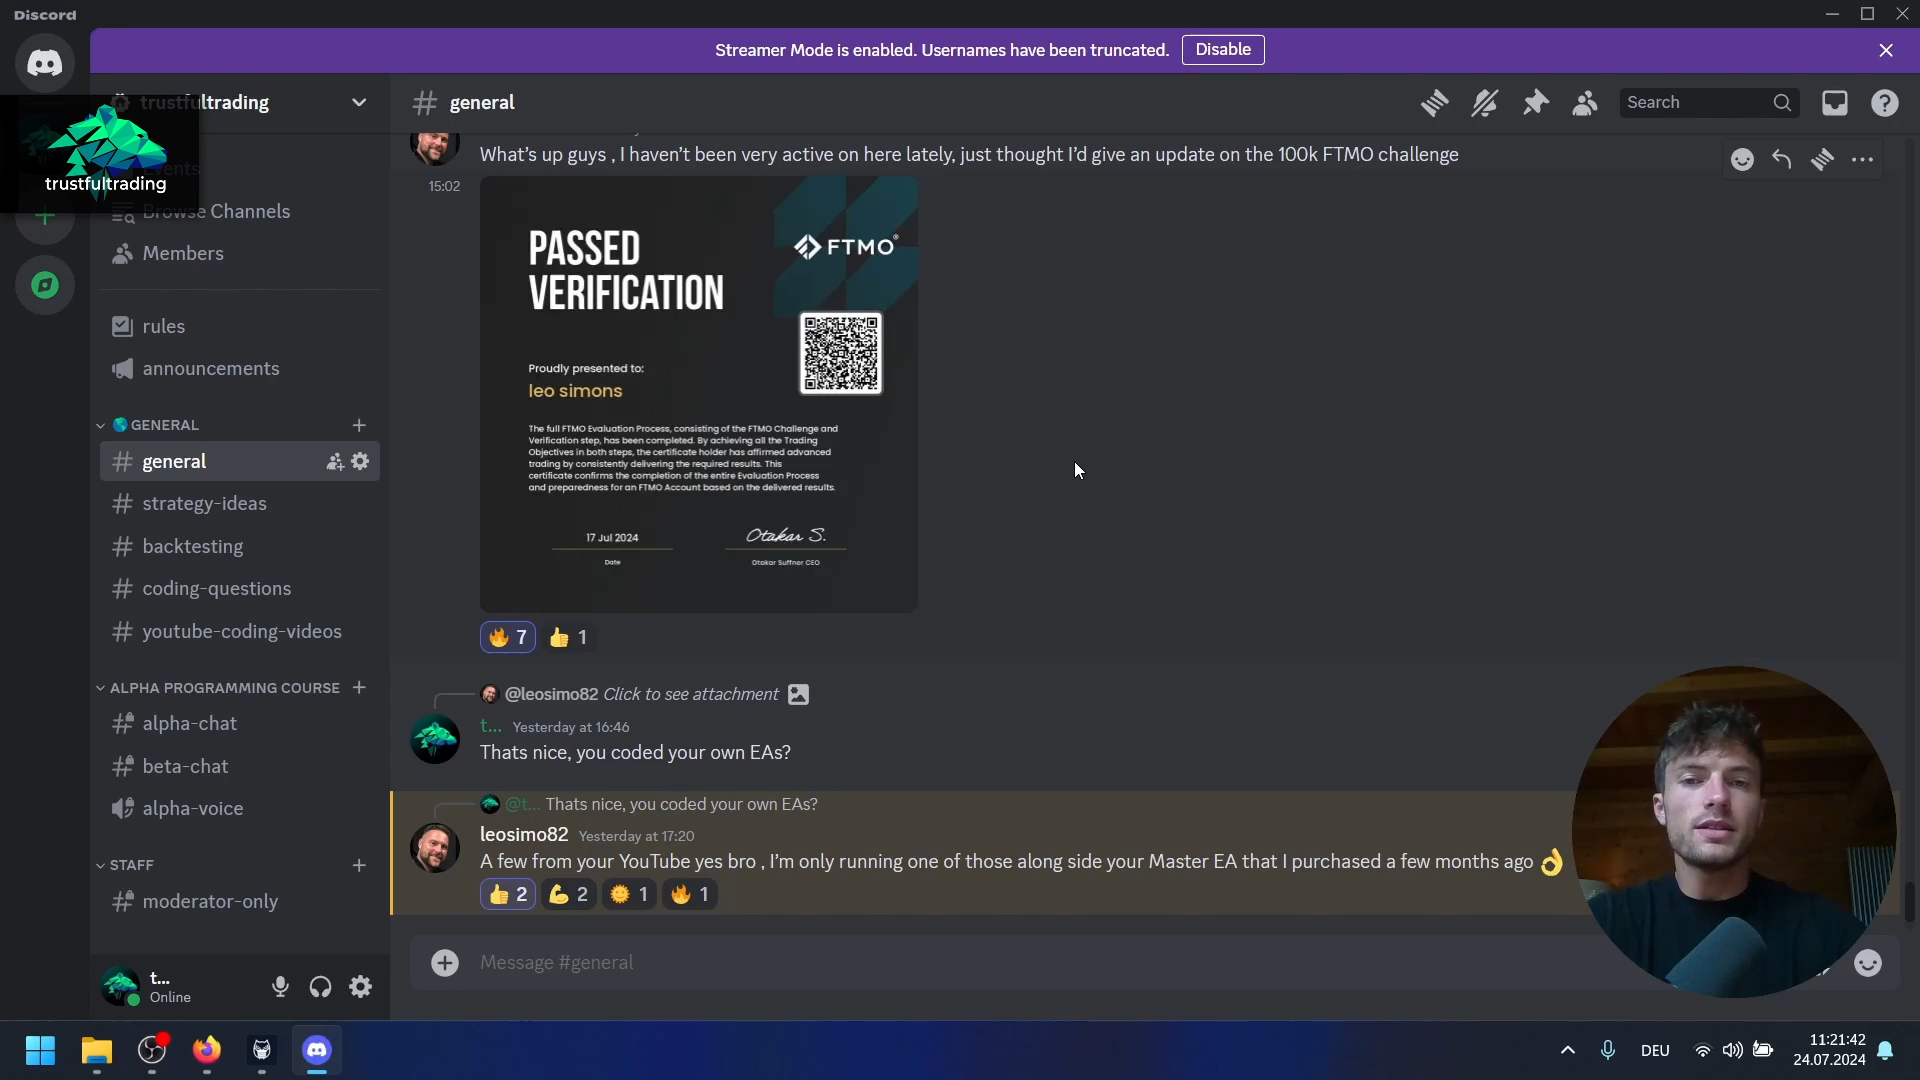 Discord
Streamer Mode is enabled. Usernames have been truncated.
Disable
trustfultrading
trustfultrading
Events
Browse Channels
Members
rules
announcements
GENERAL
general
strategy-ideas
backtesting
coding-questions
youtube-coding-videos
ALPHA PROGRAMMING COURSE
alpha-chat
beta-chat
alpha-voice
STAFF
moderator-only
t...
Online
general
Search
What's up guys , I haven't been very active on here lately, just thought I'd give an update on the 100k FTMO challenge
15:02
PASSED
VERIFICATION
FTMO®
Proudly presented to:
leo simons
The full FTMO Evaluation Process, consisting of the FTMO Challenge and
Verification step, has been completed. By achieving all the Trading
Objectives in both steps, the certificate holder has affirmed advanced
trading by consistently delivering the required results. This
certificate confirms the completion of the entire Evaluation Process
and preparedness for an FTMO Account based on the delivered results.
17 Jul 2024
Otakar S.
Date
Otakar Suffner CEO
7
1
@leosimo82 Click to see attachment
t... Yesterday at 16:46
Thats nice, you coded your own EAs?
@t... Thats nice, you coded your own EAs?
leosimo82 Yesterday at 17:20
A few from your YouTube yes bro , I'm only running one of those along side your Master EA that I purchased a few months ago
2
2
1
1
Message #general
DEU
11:21:42
24.07.2024